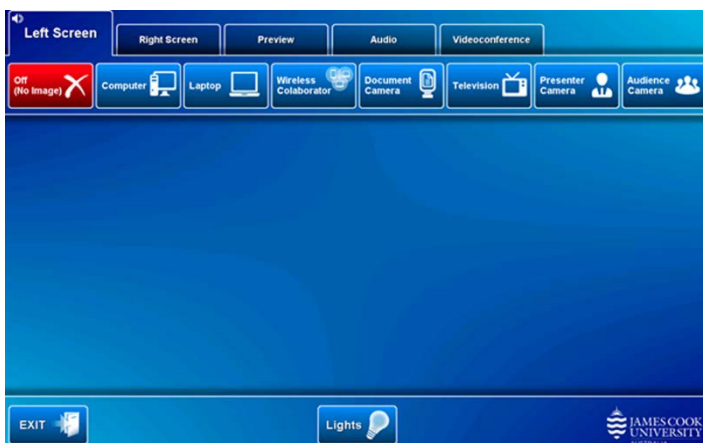 Left Screen
Right Screen
Preview
Audio
Videoconference
Off
(No Image)
Computer
Laptop
Wireless
Colaborator
Document
Camera
Television
Presenter
Camera
Audience
Camera
EXIT
Lights
JAMES COOK
UNIVERSITY
AUSTRALIA